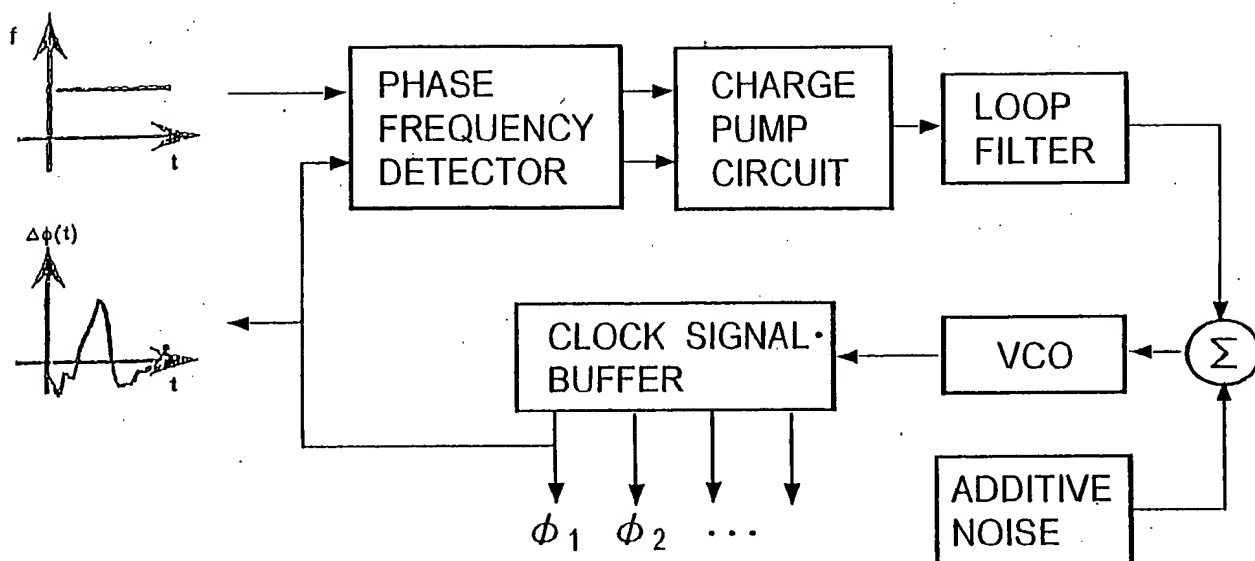 f
t
PHASE
FREQUENCY
DETECTOR
CHARGE
PUMP
CIRCUIT
LOOP
FILTER
Δϕ(t)
t
CLOCK SIGNAL
BUFFER
VCO
Σ
ADDITIVE
NOISE
ϕ1 ϕ2 ...